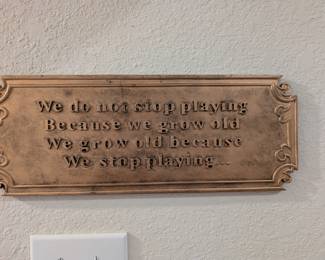 We do not stop playing
Because we grow old
We grow old because
We stop playing...